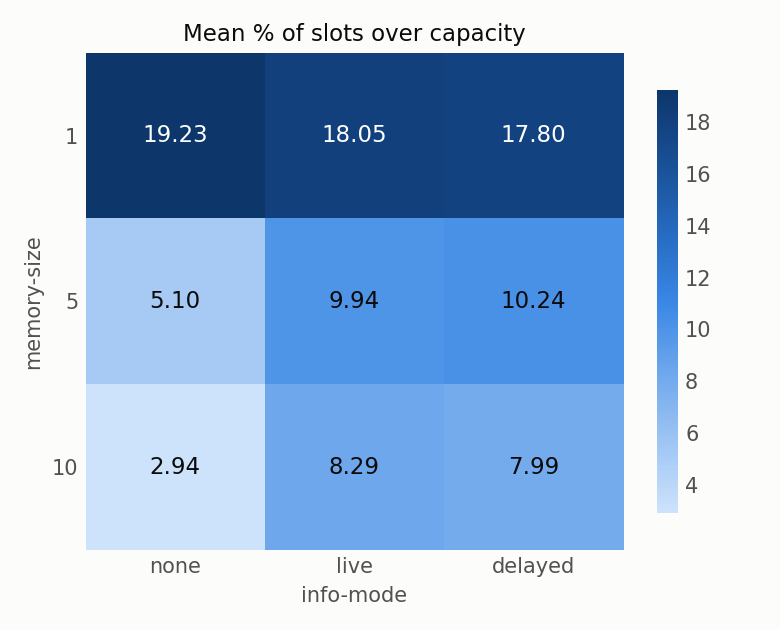 Mean % of slots over capacity
1
19.23 18.05 17.80
5
5.10 9.94 10.24
10
2.94 8.29 7.99
memory-size
none live delayed
info-mode
18
16
14
12
10
8
6
4